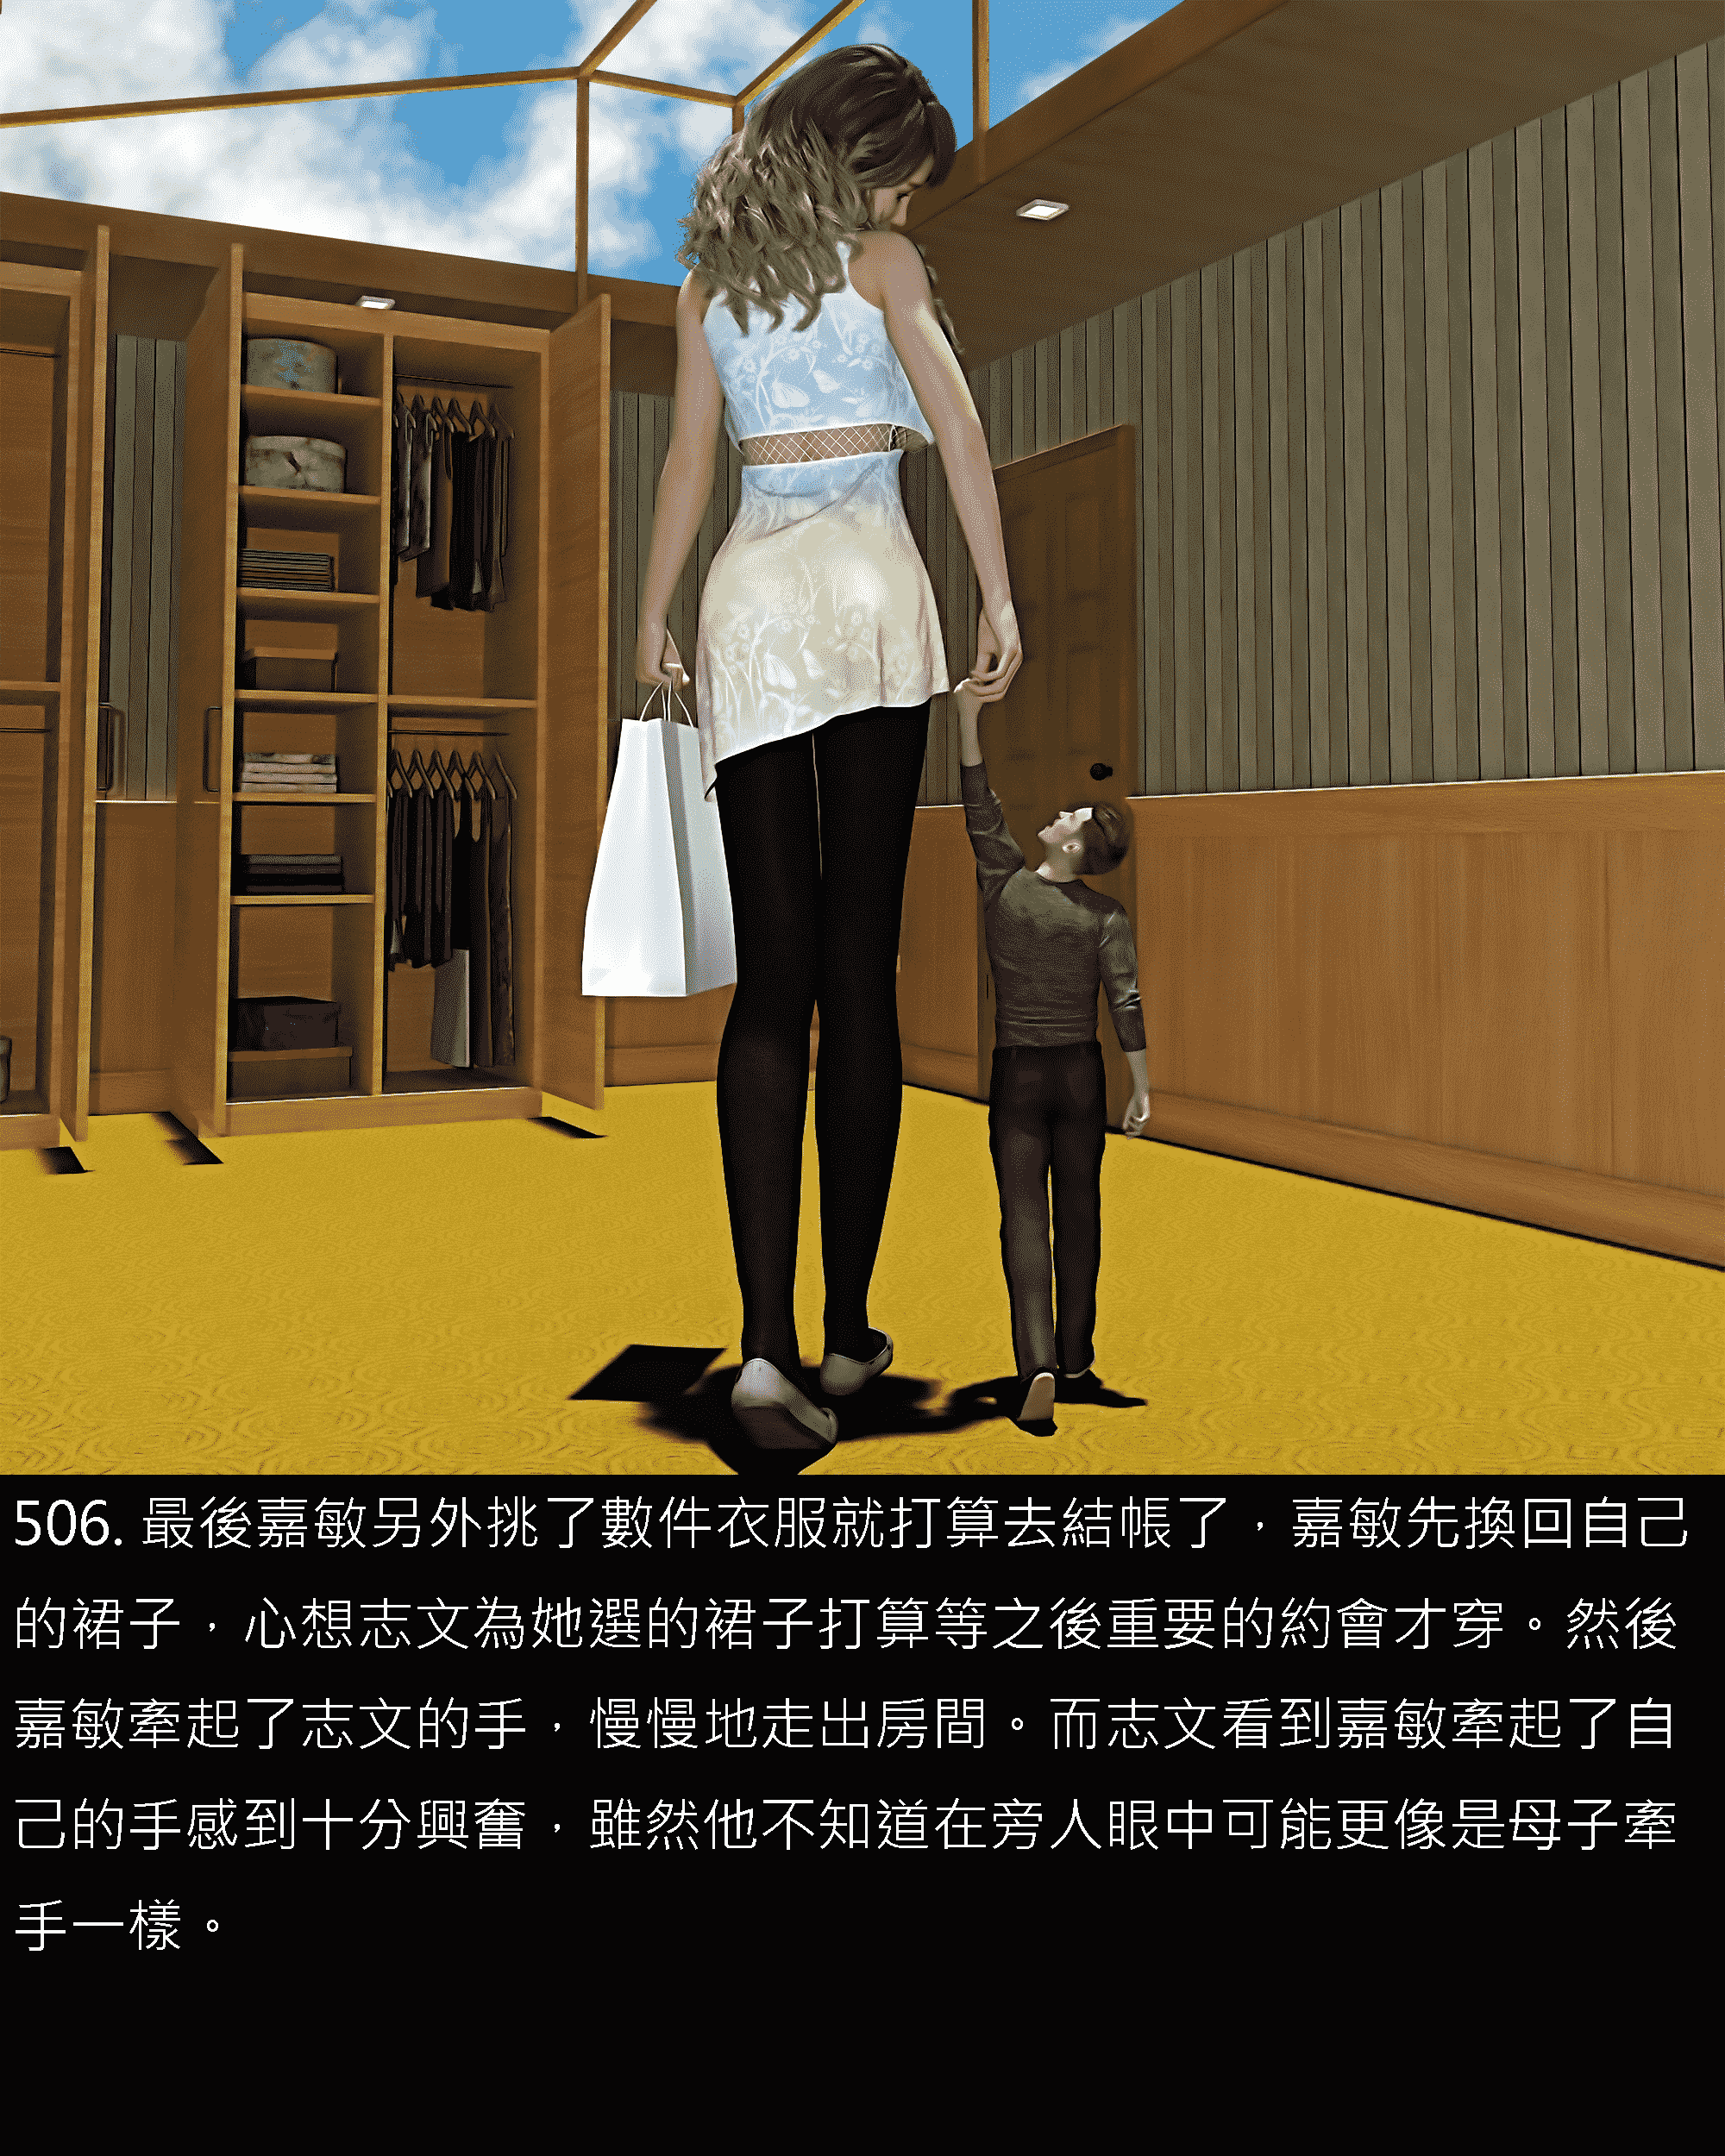 506. 最後嘉敏另外挑了數件衣服就打算去結帳了，嘉敏先換回自己
的裙子，心想志文為她選的裙子打算等之後重要的約會才穿。然後
嘉敏牽起了志文的手，慢慢地走出房間。而志文看到嘉敏牽起了自
己的手感到十分興奮，雖然他不知道在旁人眼中可能更像是母子牽
手一樣。